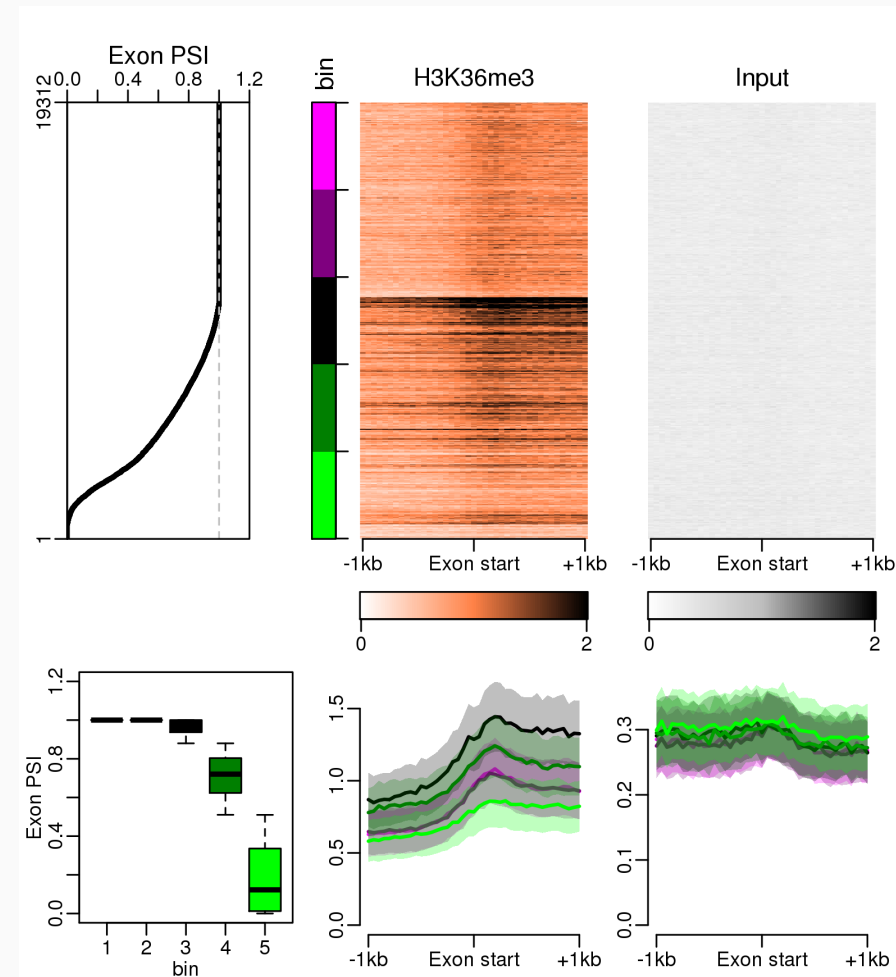 Exon PSI
0.0 0.4 0.8 1.2
19312
1
bin
H3K36me3
-1kb Exon start +1kb
0 2
Input
-1kb Exon start +1kb
0 2
Exon PSI
0.0 0.4 0.8 1.2
1 2 3 4 5
bin
0.0 0.5 1.0 1.5
-1kb Exon start +1kb
0.0 0.1 0.2 0.3
-1kb Exon start +1kb